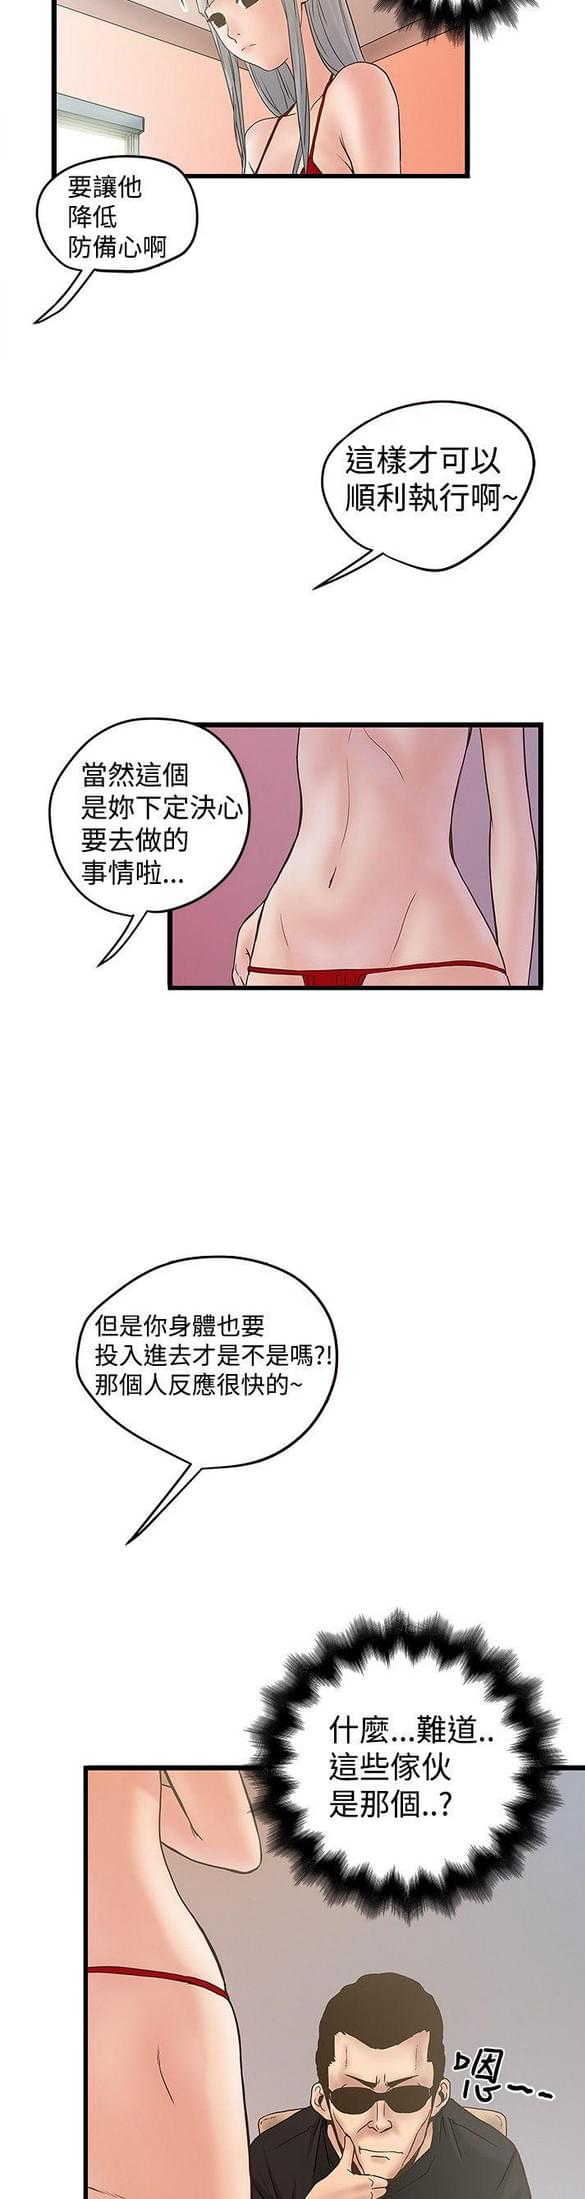 要讓他
降低
防備心啊
這樣才可以
順利執行啊~
當然這個
是妳下定決心
要去做的
事情啦...
但是你身體也要
投入進去才是不是嗎?!
那個人反應很快的~
什麼...難道..
這些傢伙
是那個..?
嗯~~